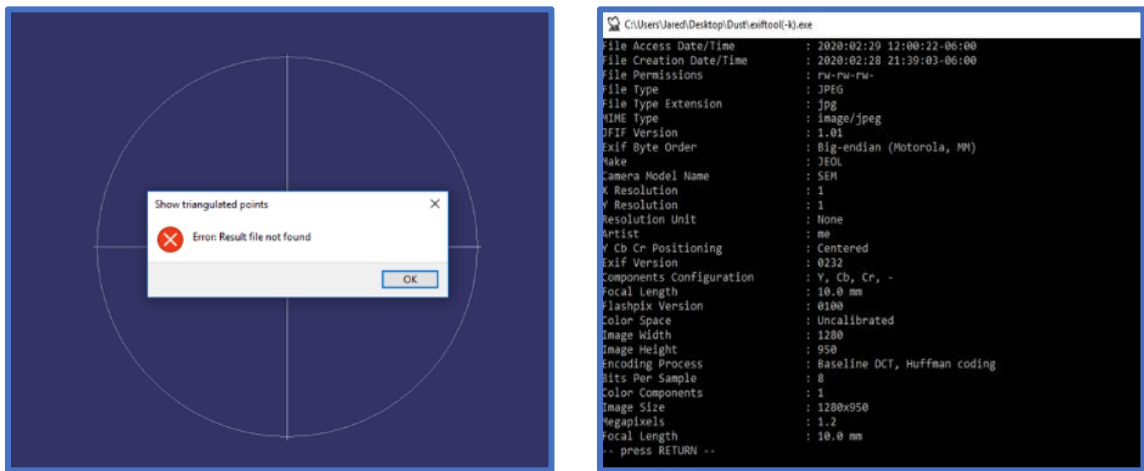 Show triangulated points
Error: Result file not found
OK
C:\Users\Jared\Desktop\Dust\exiftool(-k).exe
File Access Date/Time : 2020:02:29 12:00:22-06:00
File Creation Date/Time : 2020:02:28 21:39:03-06:00
File Permissions : rw-rw-rw-
File Type : JPEG
File Type Extension : jpg
MIME Type : image/jpeg
JFIF Version : 1.01
Exif Byte Order : Big-endian (Motorola, MM)
Make : JEOL
Camera Model Name : SEM
X Resolution : 1
Y Resolution : 1
Resolution Unit : None
Artist : me
Y Cb Cr Positioning : Centered
Exif Version : 0232
Components Configuration : Y, Cb, Cr, -
Focal Length : 10.0 mm
Flashpix Version : 0100
Color Space : Uncalibrated
Image Width : 1280
Image Height : 950
Encoding Process : Baseline DCT, Huffman coding
Bits Per Sample : 8
Color Components : 1
Image Size : 1280x950
Megapixels : 1.2
Focal Length : 10.0 mm
-- press RETURN --